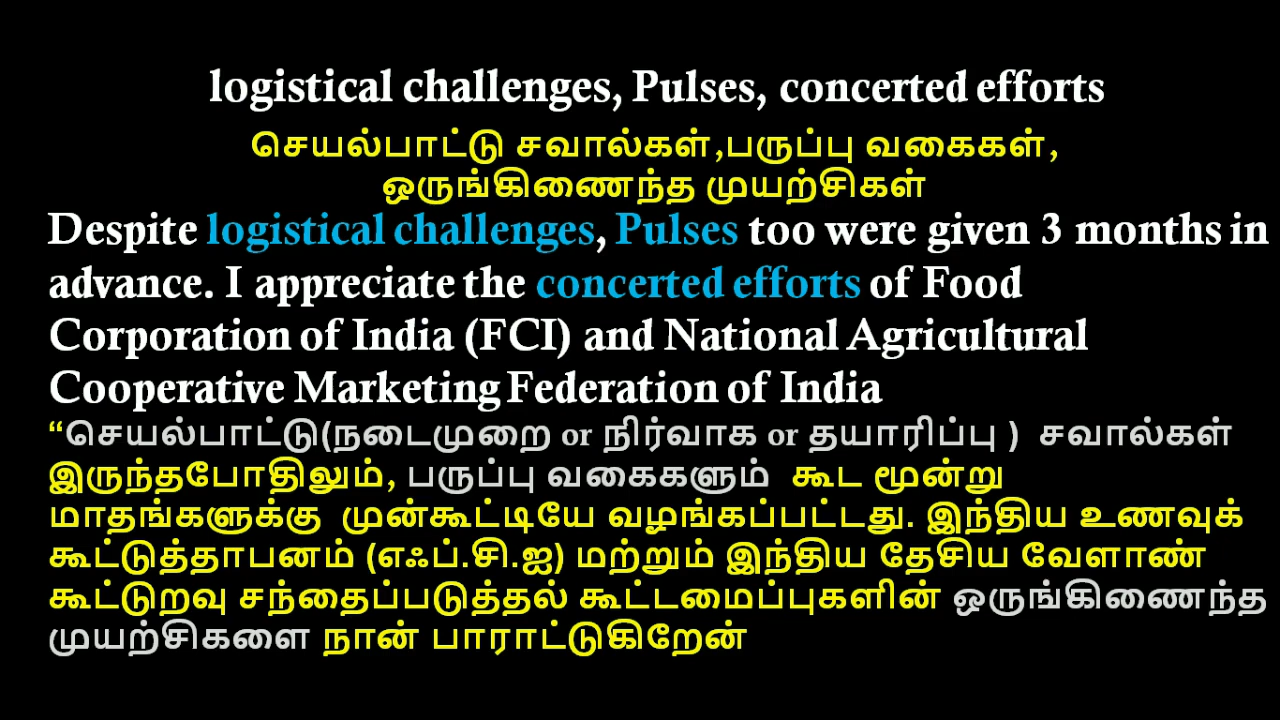 logistical challenges, Pulses, concerted efforts
செயல்பாட்டு சவால்கள்,பருப்பு வகைகள்,
ஒருங்கிணைந்த முயற்சிகள்
Despite logistical challenges, Pulses too were given 3 months in
advance. I appreciate the concerted efforts of Food
Corporation of India (FCI) and National Agricultural
Cooperative Marketing Federation of India
“செயல்பாட்டு(நடைமுறை or நிர்வாக or தயாரிப்பு ) சவால்கள்
இருந்தபோதிலும், பருப்பு வகைகளும் கூட மூன்று
மாதங்களுக்கு முன்கூட்டியே வழங்கப்பட்டது. இந்திய உணவுக்
கூட்டுத்தாபனம் (எஃப்.சி.ஐ) மற்றும் இந்திய தேசிய வேளாண்
கூட்டுறவு சந்தைப்படுத்தல் கூட்டமைப்புகளின் ஒருங்கிணைந்த
முயற்சிகளை நான் பாராட்டுகிறேன்